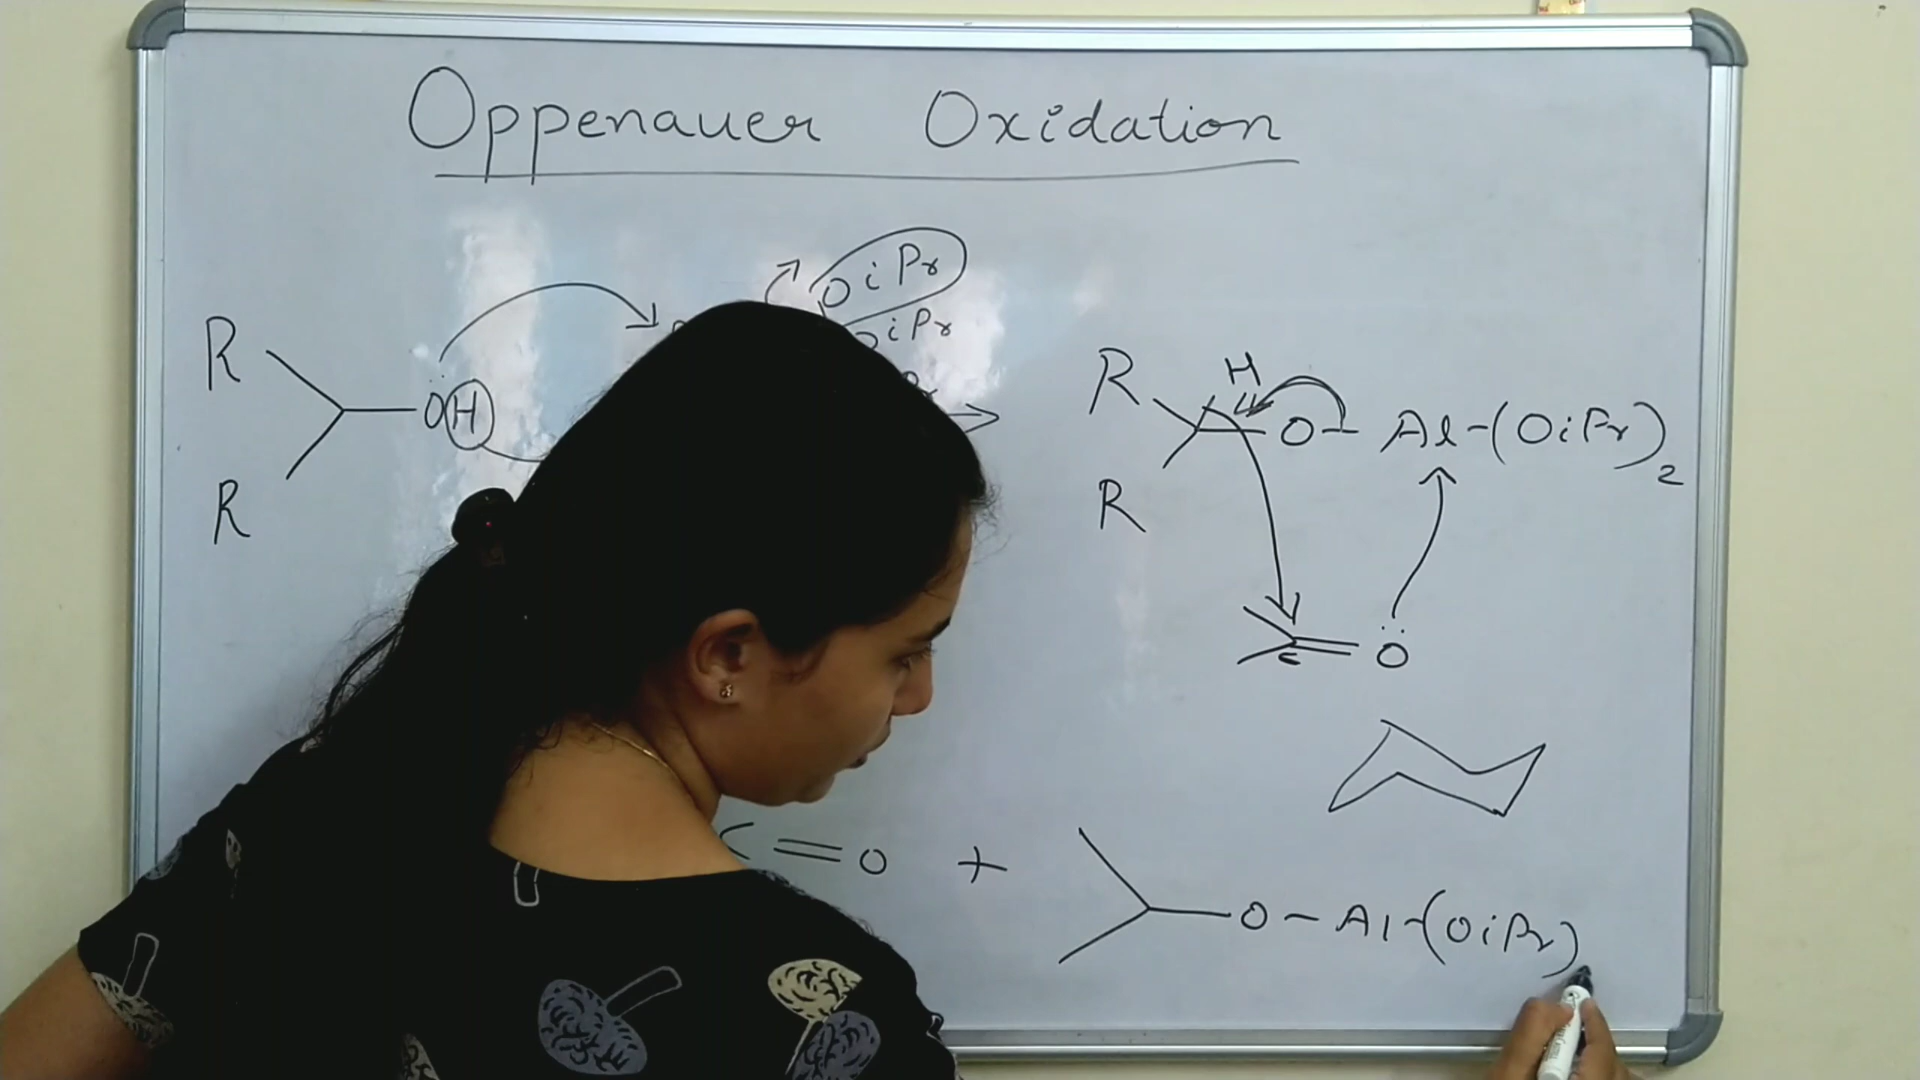 Oppenauer Oxidation
OiPr
OiPr
R
OH
R
H
R
O - Al-(OiPr)2
R
C = O
C = O + O - Al-(OiPr)